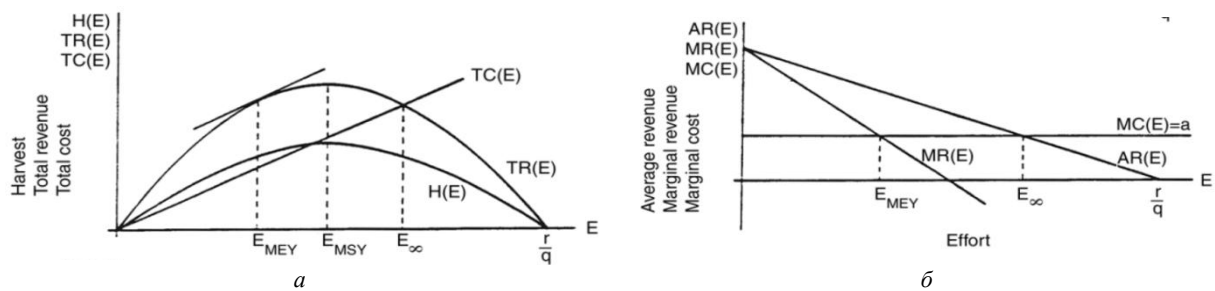 H(E)
TR(E)
TC(E)
Harvest
Total revenue
Total cost
TC(E)
TR(E)
H(E)
E
E_MEY
E_MSY
E_∞
r
q
а
AR(E)
MR(E)
MC(E)
Average revenue
Marginal revenue
Marginal cost
MC(E)=a
MR(E)
AR(E)
E
E_MEY
E_∞
r
q
Effort
б